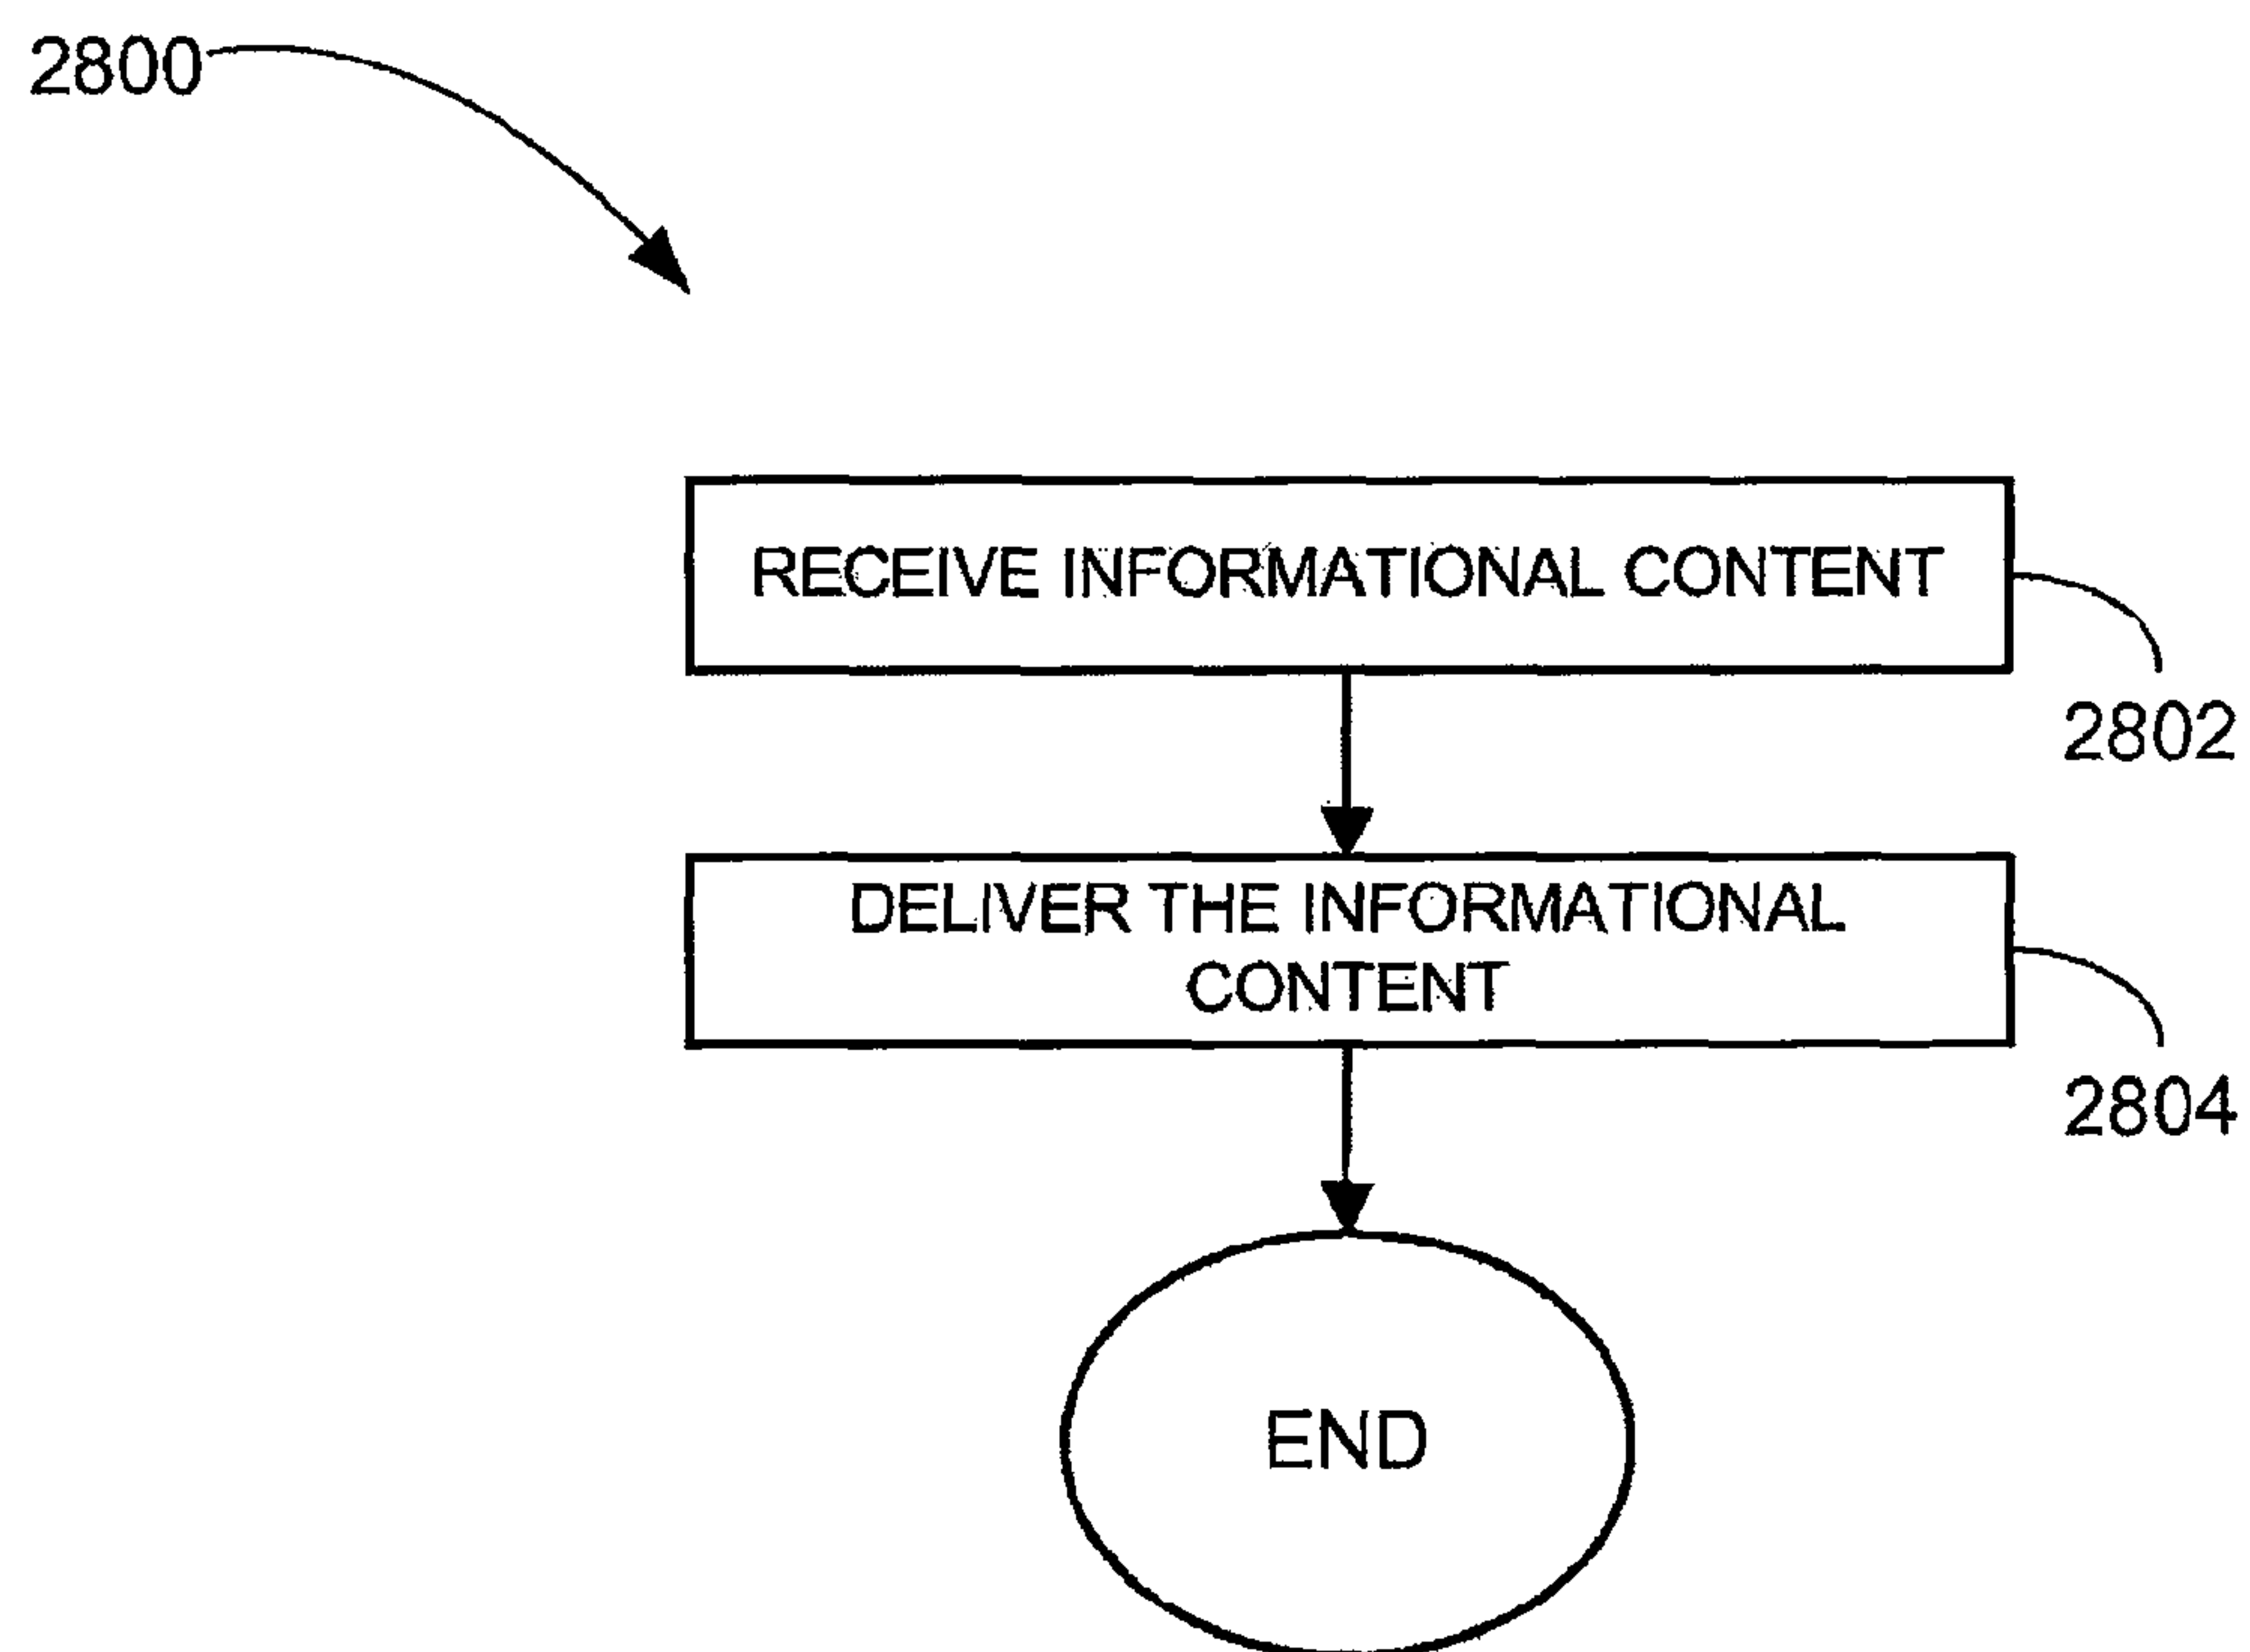 2800
RECEIVE INFORMATIONAL CONTENT
2802
DELIVER THE INFORMATIONAL
CONTENT
2804
END